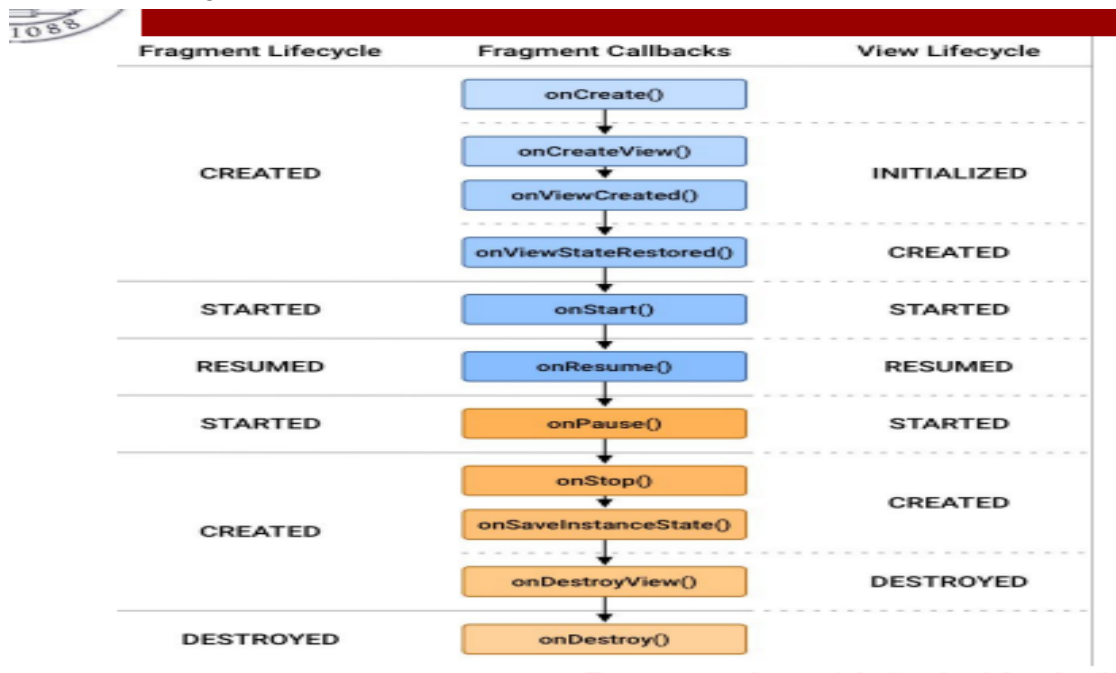 1088
Fragment Lifecycle Fragment Callbacks View Lifecycle
onCreate()
onCreateView()
CREATED INITIALIZED
onViewCreated()
onViewStateRestored() CREATED
STARTED onStart() STARTED
RESUMED onResume() RESUMED
STARTED onPause() STARTED
onStop()
CREATED
onSaveInstanceState()
CREATED
onDestroyView() DESTROYED
DESTROYED onDestroy()